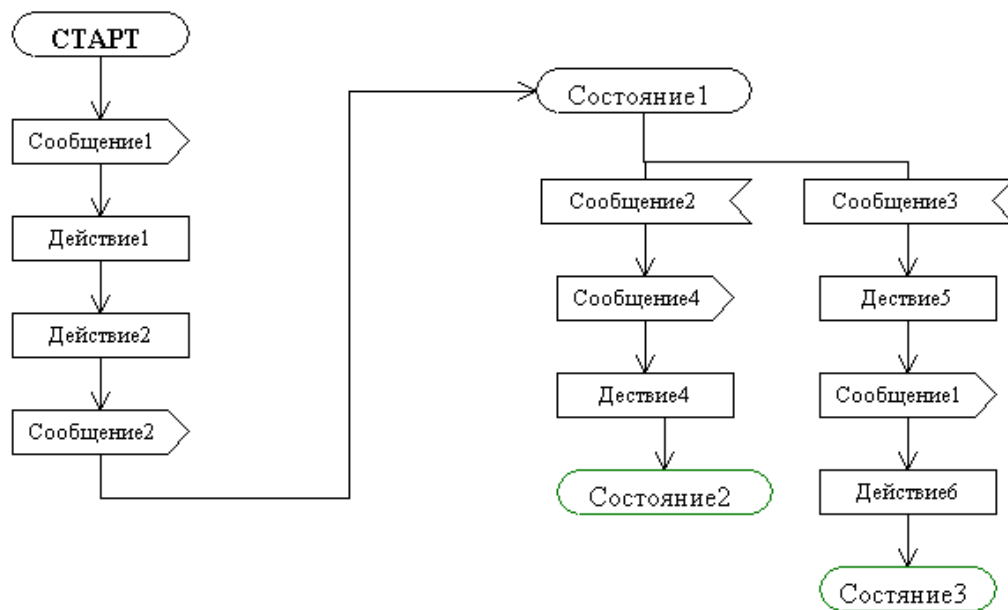 СТАРТ
Сообщение1
Действие1
Действие2
Сообщение2
Состояние1
Сообщение2
Сообщение4
Дествие4
Состояние2
Сообщение3
Дествие5
Сообщение1
Действие6
Состяние3